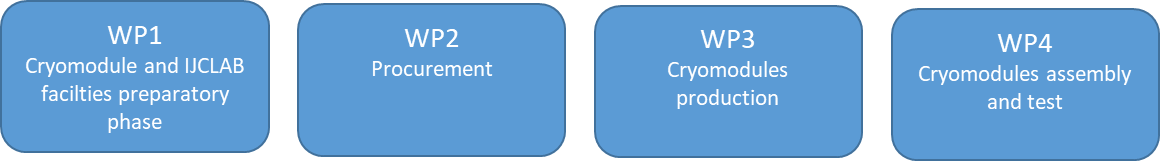 WP1
Cryomodule and IJCLAB
facilties preparatory
phase
WP2
Procurement
WP3
Cryomodules
production
WP4
Cryomodules assembly
and test